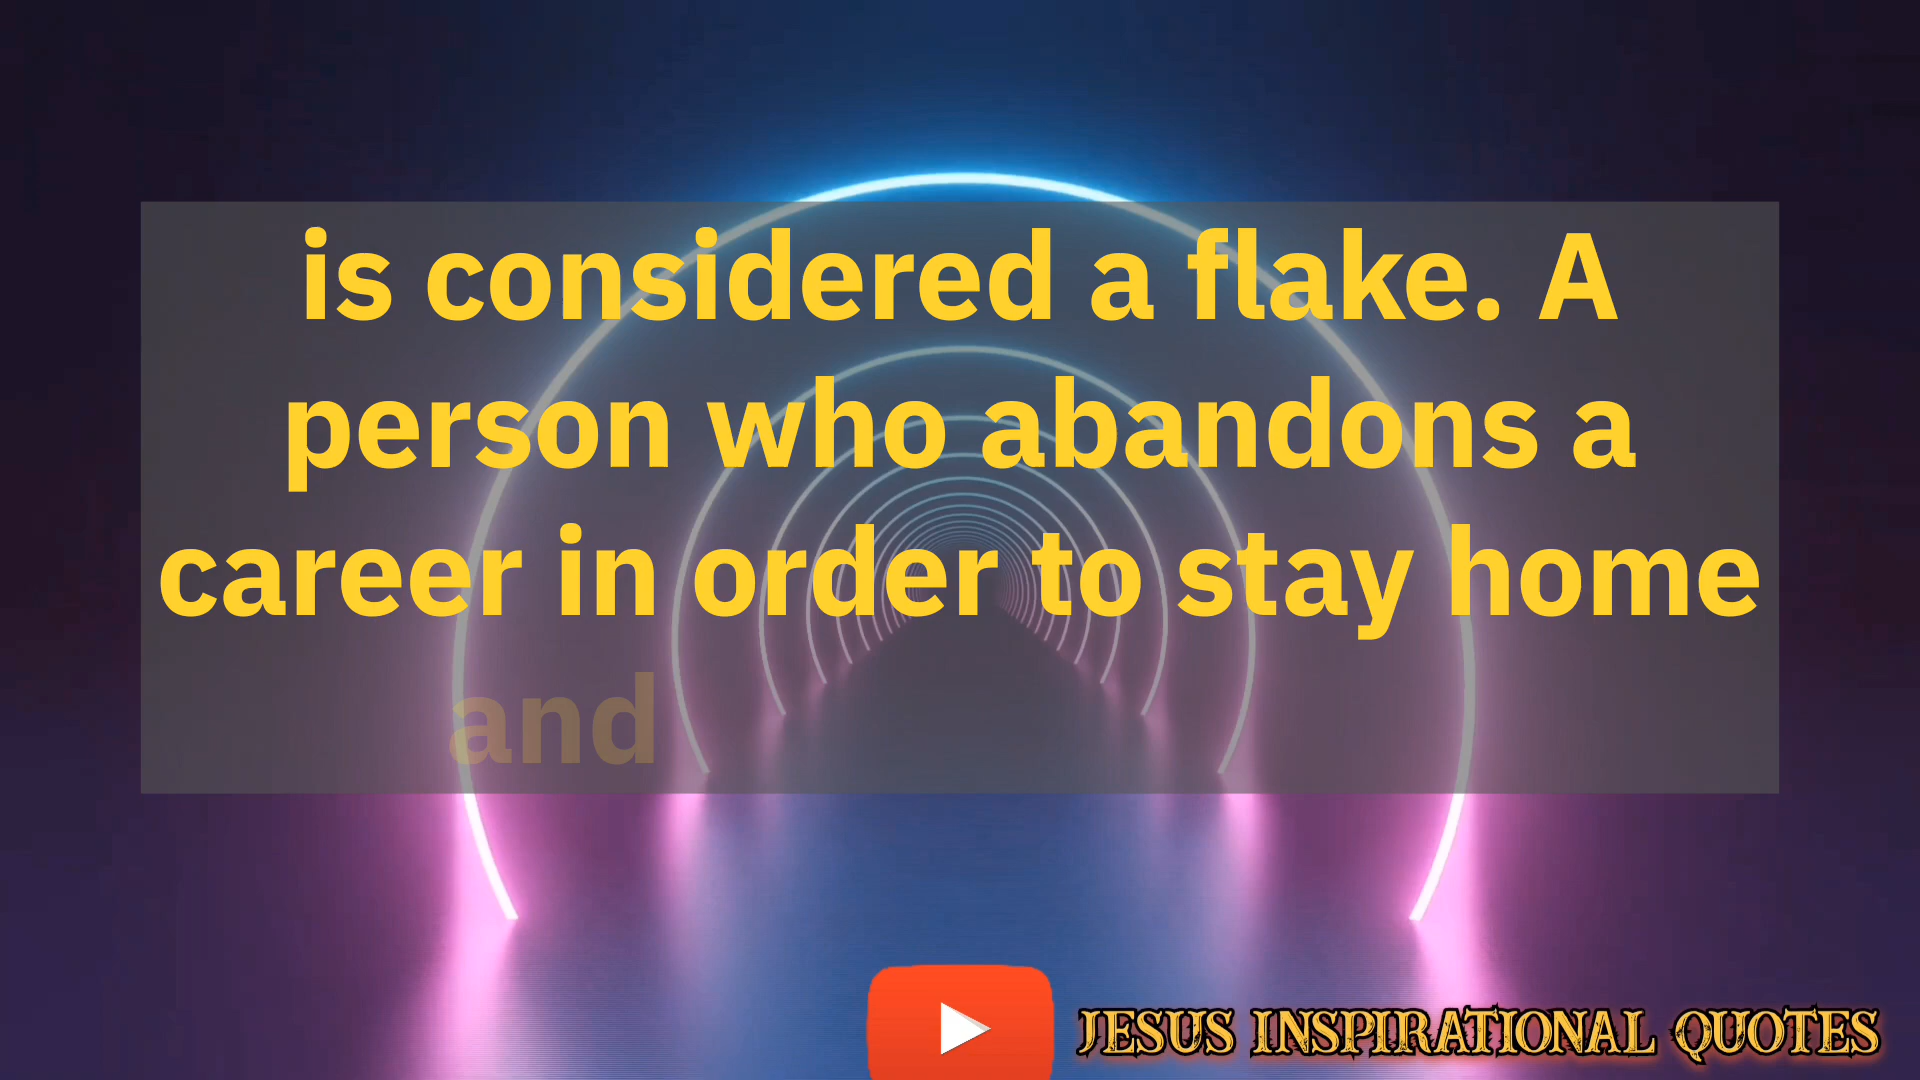 is considered a flake. A
person who abandons a
career in order to stay home
and
JESUS INSPIRATIONAL QUOTES